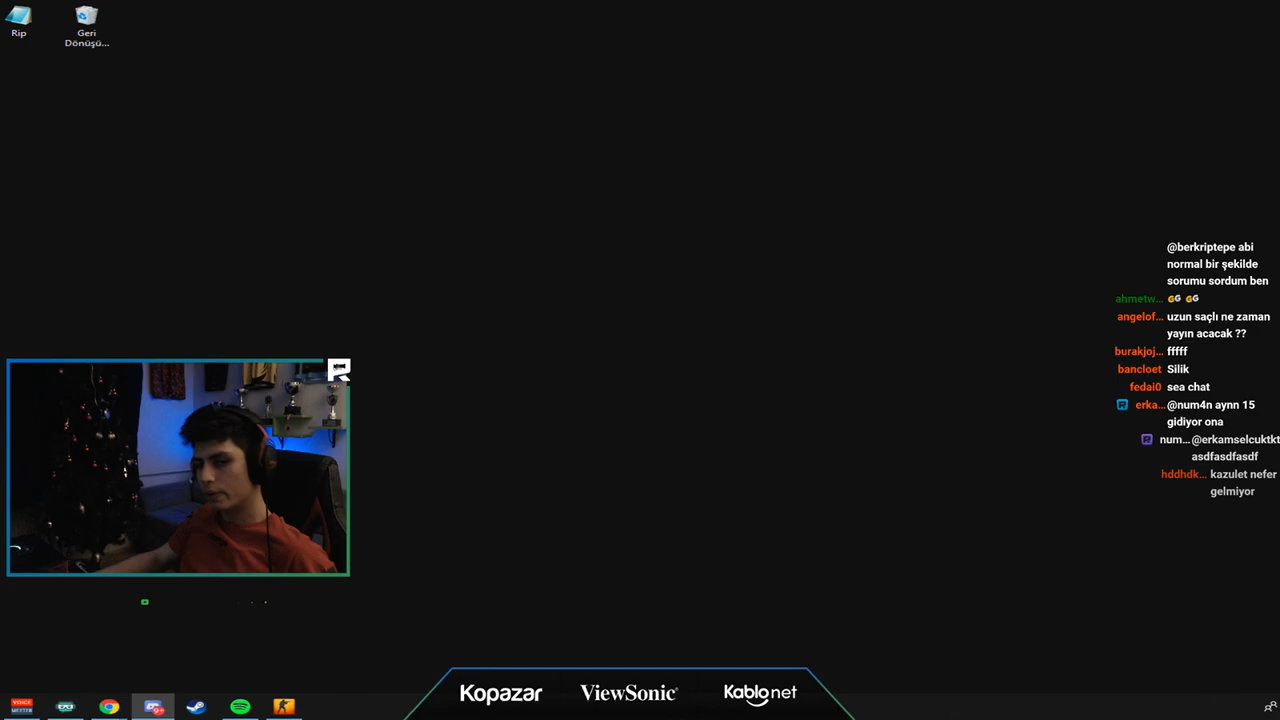 Rip
Geri
Dönüşü...
@berkriptepe abi
normal bir şekilde
sorumu sordum ben
ahmetw... GG GG
angelof... uzun saçlı ne zaman
yayın acacak ??
burakjoj... fffff
bancloet Silik
fedai0 sea chat
erka... @num4n aynn 15
gidiyor ona
num... @erkamselcuktkt
asdfasdfasdf
hddhdk... kazulet nefer
gelmiyor
Kopazar ViewSonic Kablonet